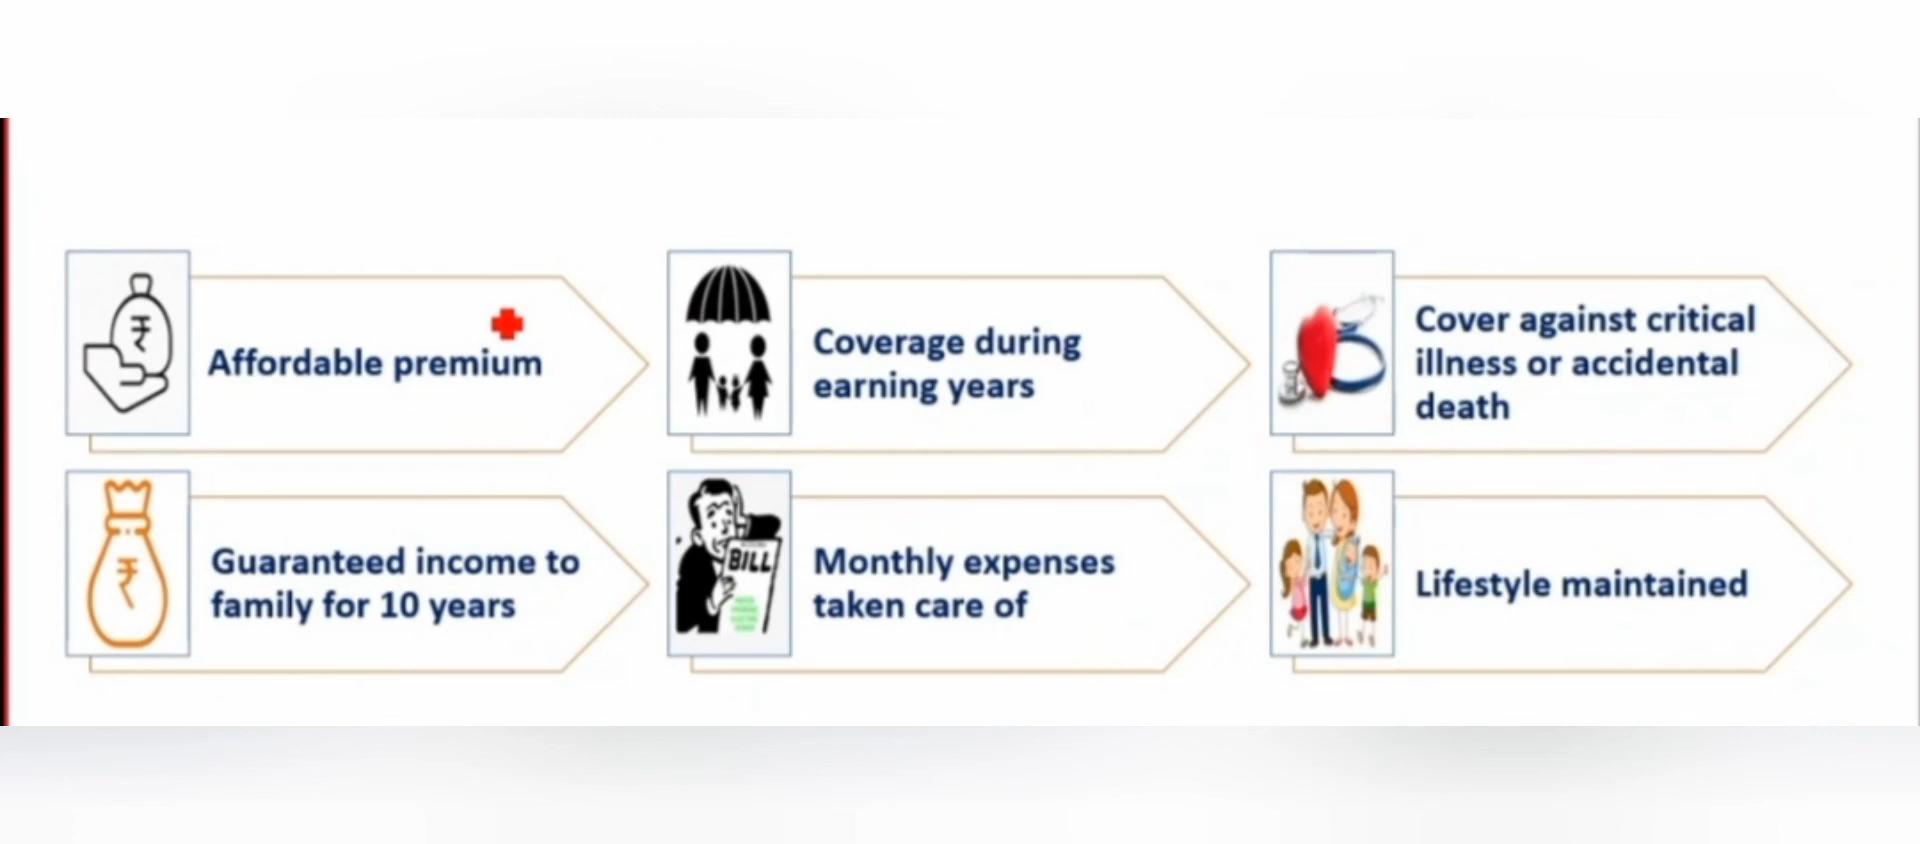 Affordable premium
Coverage during
earning years
Cover against critical
illness or accidental
death
Guaranteed income to
family for 10 years
BILL
Monthly expenses
taken care of
Lifestyle maintained